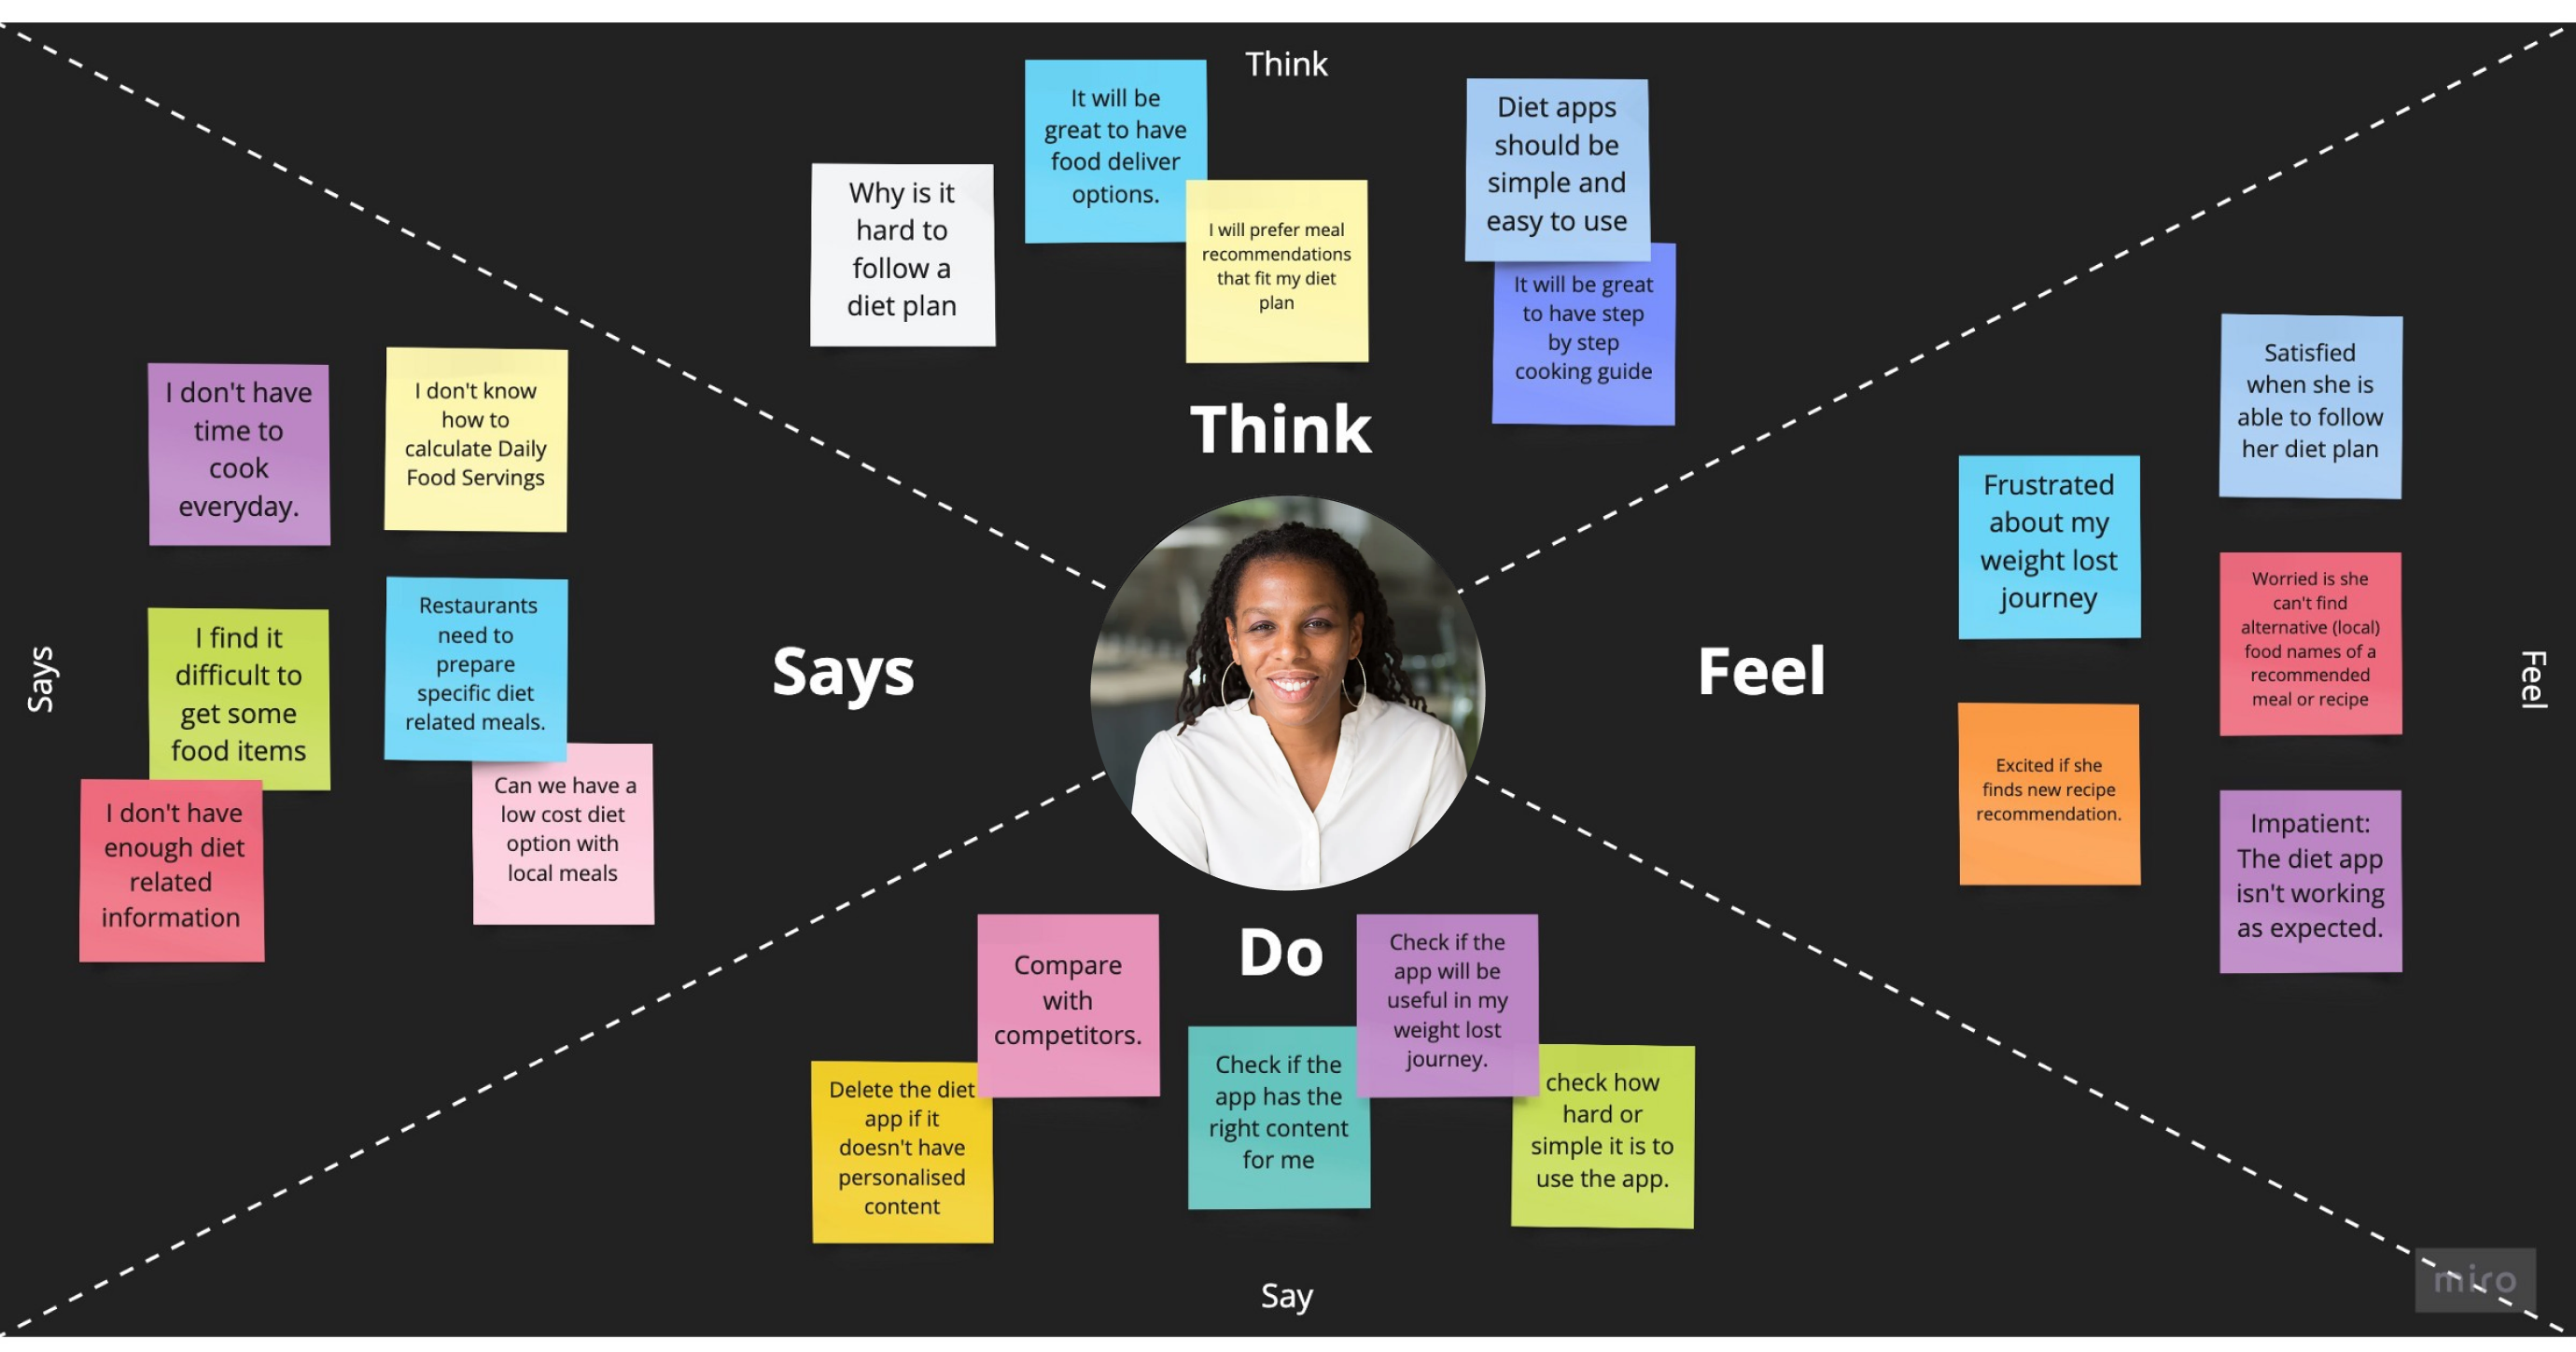 Think
It will be
great to have
food deliver
options.
Diet apps
should be
simple and
easy to use
Why is it
hard to
follow a
diet plan
I will prefer meal
recommendations
that fit my diet
plan
It will be great
to have step
by step
cooking guide
Think
Says
I don't have
time to
cook
everyday.
I don't know
how to
calculate Daily
Food Servings
I find it
difficult to
get some
food items
Restaurants
need to
prepare
specific diet
related meals.
I don't have
enough diet
related
information
Can we have a
low cost diet
option with
local meals
Says
Feel
Frustrated
about my
weight lost
journey
Satisfied
when she is
able to follow
her diet plan
Worried is she
can't find
alternative (local)
food names of a
recommended
meal or recipe
Excited if she
finds new recipe
recommendation.
Impatient:
The diet app
isn't working
as expected.
Feel
Do
Compare
with
competitors.
Check if the
app will be
useful in my
weight lost
journey.
Delete the diet
app if it
doesn't have
personalised
content
Check if the
app has the
right content
for me
check how
hard or
simple it is to
use the app.
Say
miro